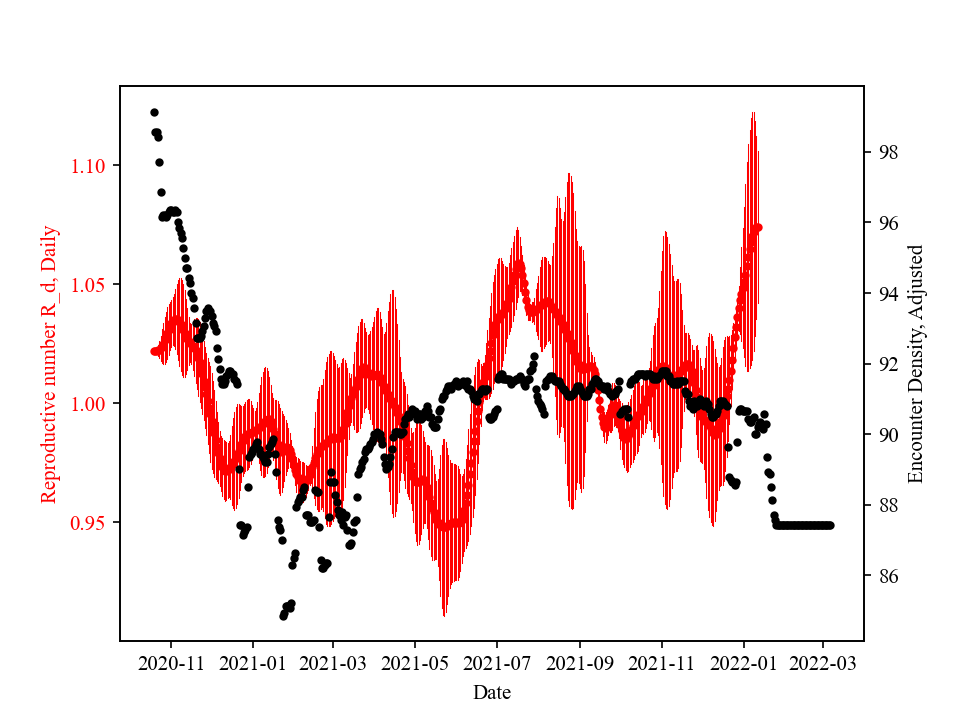 Reproductive number R_d, Daily
1.10
1.05
1.00
0.95
98
96
94
92
90
88
86
Encounter Density, Adjusted
2020-11 2021-01 2021-03 2021-05 2021-07 2021-09 2021-11 2022-01 2022-03
Date